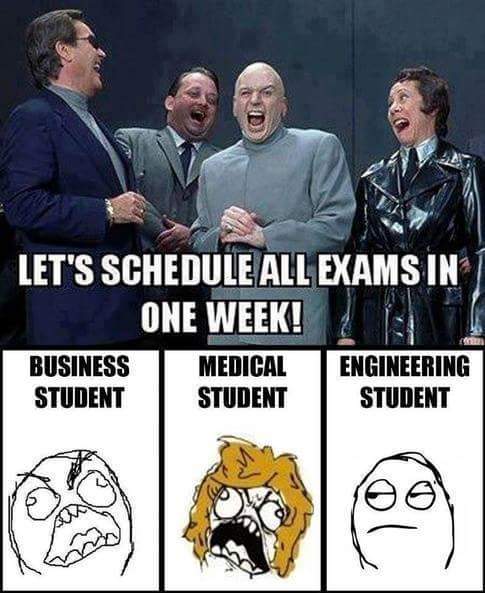 LET'S SCHEDULE ALL EXAMS IN
ONE WEEK!
BUSINESS
STUDENT
MEDICAL
STUDENT
ENGINEERING
STUDENT